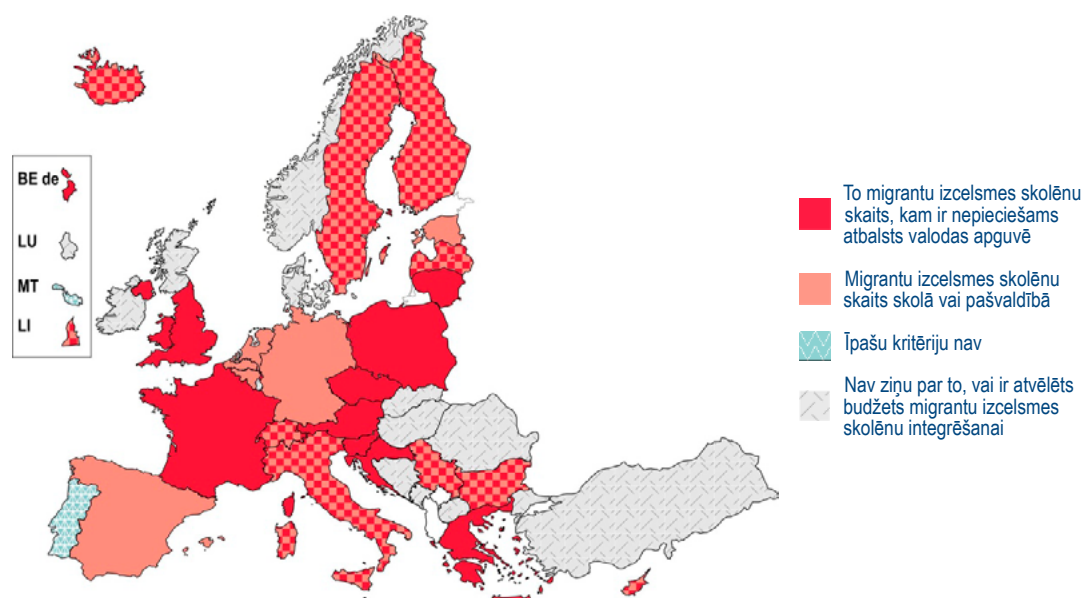 BE de
LU
MT
LI
To migrantu izcelsmes skolēnu
skaits, kam ir nepieciešams
atbalsts valodas apguvē
Migrantu izcelsmes skolēnu
skaits skolā vai pašvaldībā
Īpašu kritēriju nav
Nav ziņu par to, vai ir atvēlēts
budžets migrantu izcelsmes
skolēnu integrēšanai